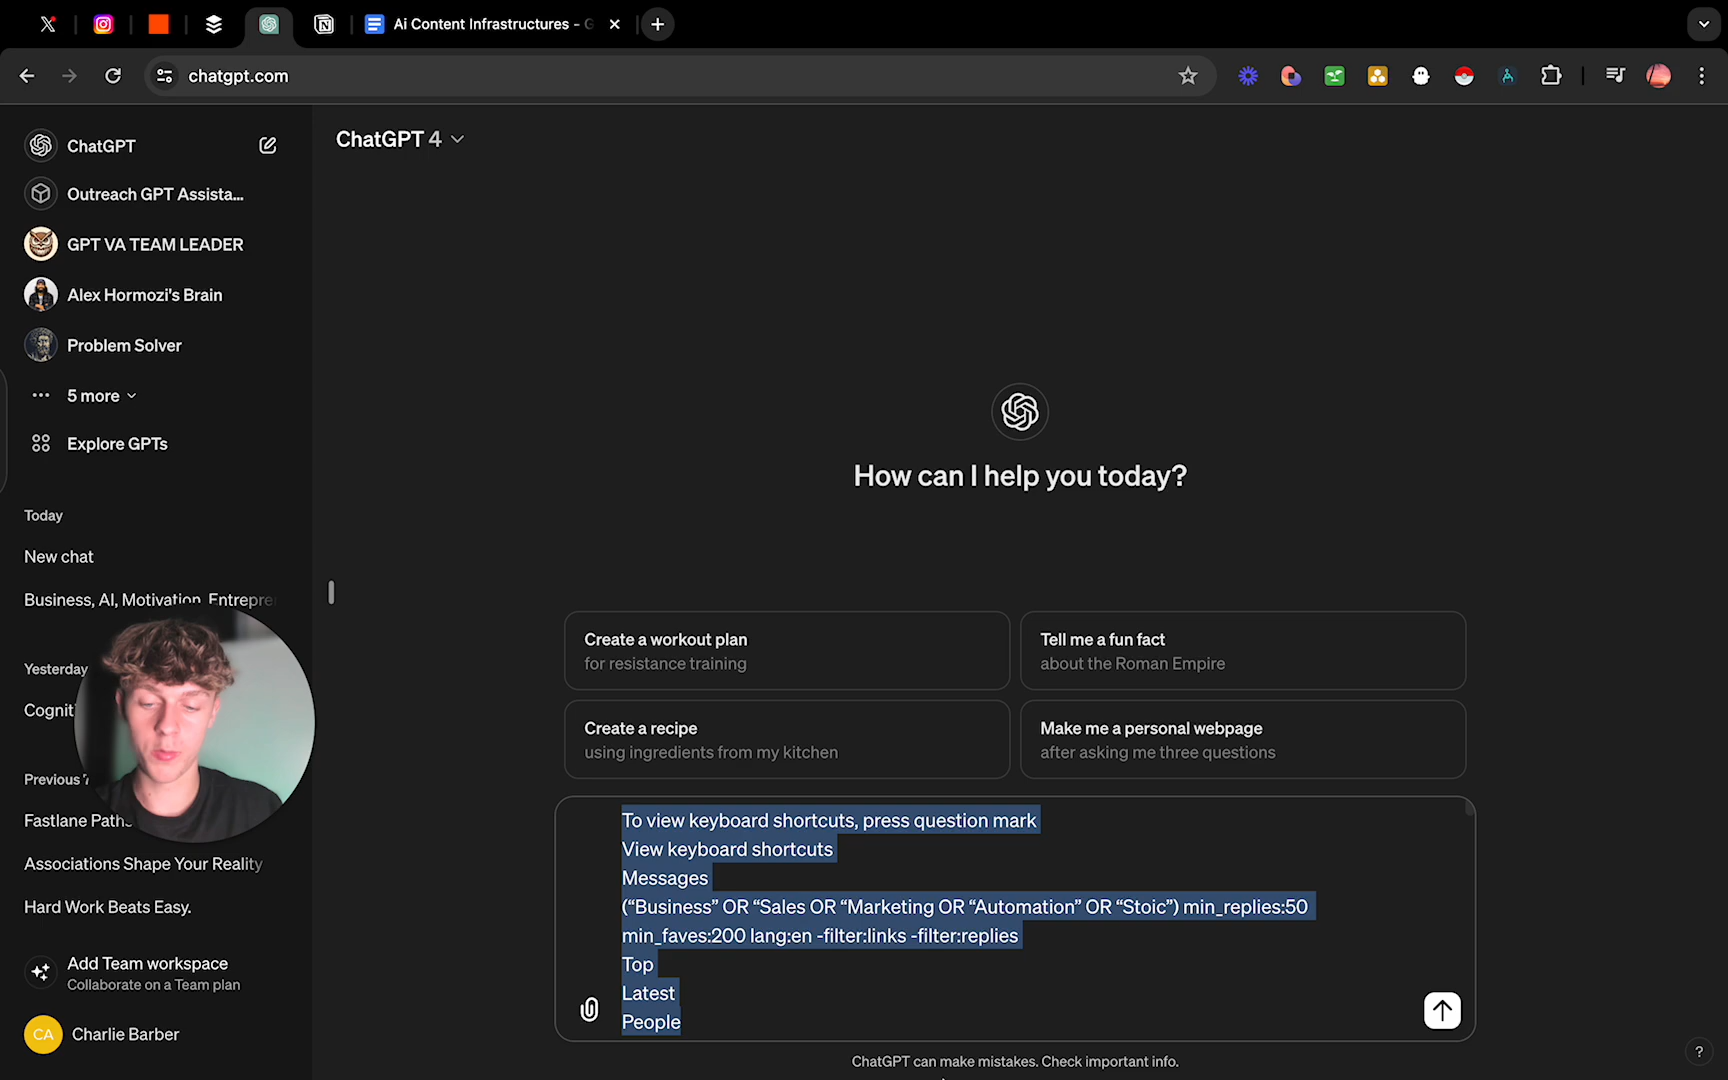 Ai Content Infrastructures - G
chatgpt.com
ChatGPT
Outreach GPT Assista...
GPT VA TEAM LEADER
Alex Hormozi's Brain
Problem Solver
5 more
Explore GPTs
Today
New chat
Business, AI, Motivation, Entrepre
Yesterday
Cognit
Previous 7
Fastlane Paths
Associations Shape Your Reality
Hard Work Beats Easy.
Add Team workspace
Collaborate on a Team plan
CA
Charlie Barber
ChatGPT 4
How can I help you today?
Create a workout plan
for resistance training
Tell me a fun fact
about the Roman Empire
Create a recipe
using ingredients from my kitchen
Make me a personal webpage
after asking me three questions
To view keyboard shortcuts, press question mark
View keyboard shortcuts
Messages
(“Business” OR “Sales OR “Marketing OR “Automation” OR “Stoic”) min_replies:50
min_faves:200 lang:en -filter:links -filter:replies
Top
Latest
People
ChatGPT can make mistakes. Check important info.
?